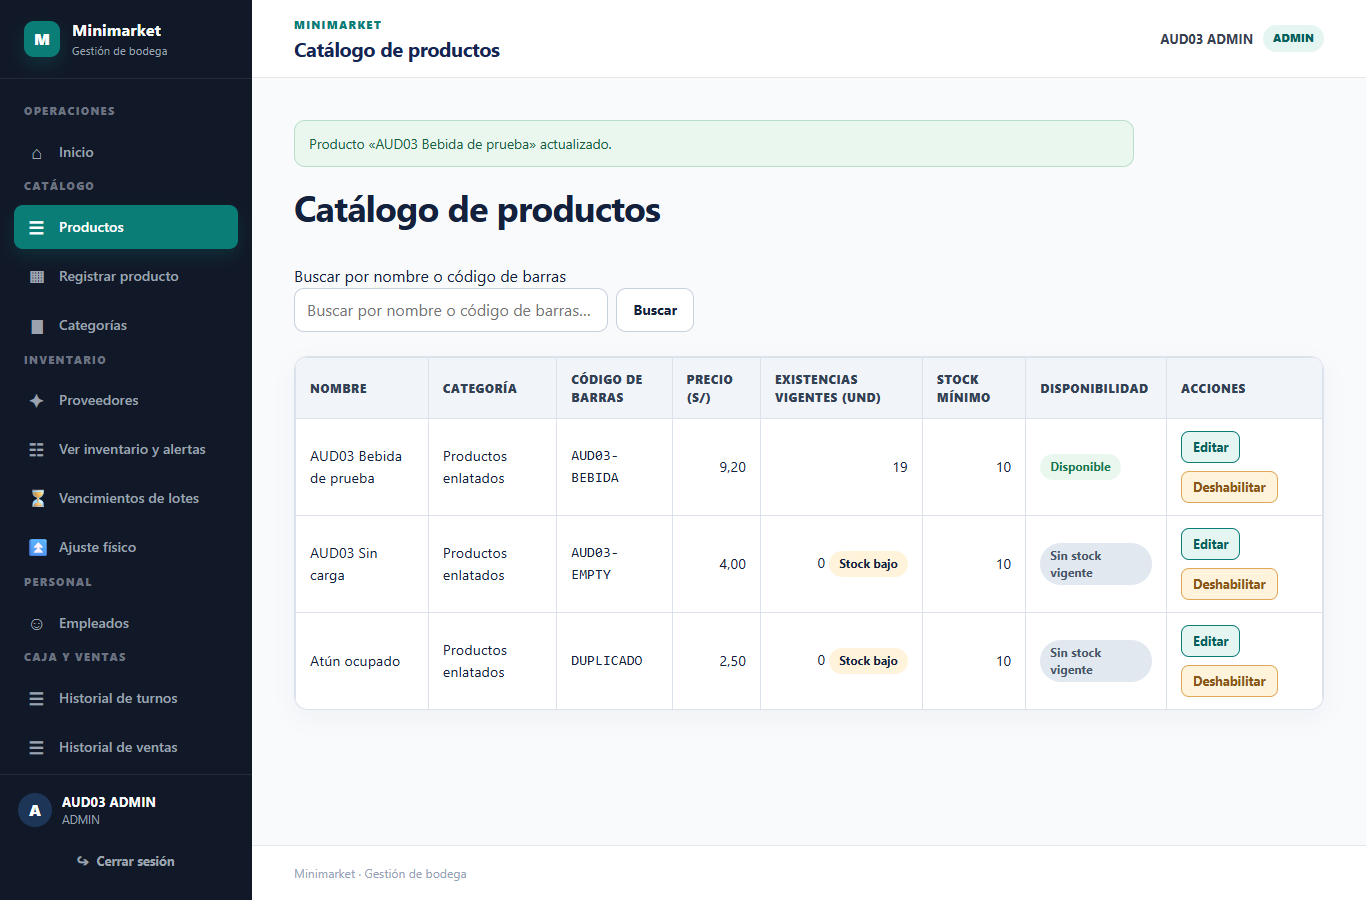 M
Minimarket
Gestión de bodega
OPERACIONES
Inicio
CATÁLOGO
Productos
Registrar producto
Categorías
INVENTARIO
Proveedores
Ver inventario y alertas
Vencimientos de lotes
Ajuste físico
PERSONAL
Empleados
CAJA Y VENTAS
Historial de turnos
Historial de ventas
A
AUD03 ADMIN
ADMIN
Cerrar sesión
MINIMARKET
Catálogo de productos
AUD03 ADMIN
ADMIN
Producto «AUD03 Bebida de prueba» actualizado.
Catálogo de productos
Buscar por nombre o código de barras
Buscar por nombre o código de barras...
Buscar
NOMBRE
CATEGORÍA
CÓDIGO DE
BARRAS
PRECIO
(S/)
EXISTENCIAS
VIGENTES (UND)
STOCK
MÍNIMO
DISPONIBILIDAD
ACCIONES
AUD03 Bebida
de prueba
Productos
enlatados
AUD03-
BEBIDA
9,20
19
10
Disponible
Editar
Deshabilitar
AUD03 Sin
carga
Productos
enlatados
AUD03-
EMPTY
4,00
0 Stock bajo
10
Sin stock
vigente
Editar
Deshabilitar
Atún ocupado
Productos
enlatados
DUPLICADO
2,50
0 Stock bajo
10
Sin stock
vigente
Editar
Deshabilitar
Minimarket · Gestión de bodega